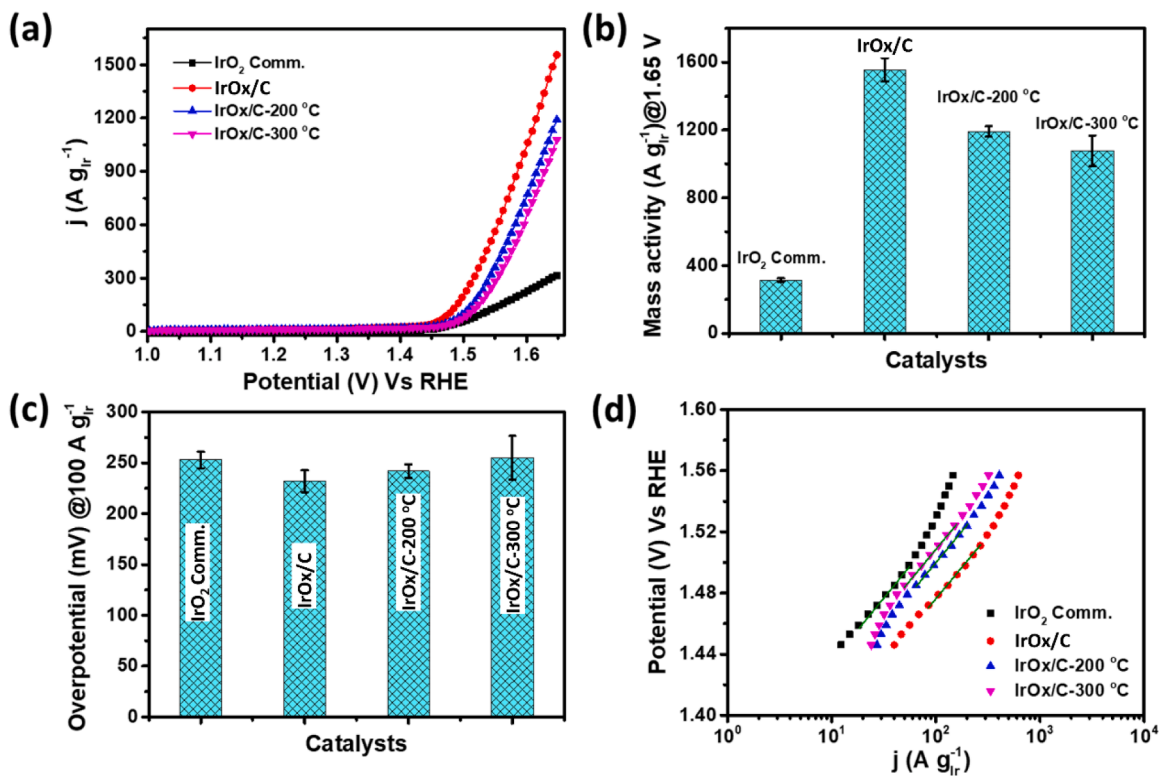 (a)
IrO2 Comm.
IrOx/C
IrOx/C-200 °C
IrOx/C-300 °C
j (A gIr-1)
1500
1200
900
600
300
0
1.0 1.1 1.2 1.3 1.4 1.5 1.6
Potential (V) Vs RHE
(b)
Mass activity (A gIr-1)@1.65 V
1600
1200
800
400
0
IrO2 Comm.
IrOx/C
IrOx/C-200 °C
IrOx/C-300 °C
Catalysts
(c)
Overpotential (mV) @100 A gIr-1
300
250
200
150
100
50
0
IrO2 Comm.
IrOx/C
IrOx/C-200 °C
IrOx/C-300 °C
Catalysts
(d)
Potential (V) Vs RHE
1.60
1.56
1.52
1.48
1.44
1.40
IrO2 Comm.
IrOx/C
IrOx/C-200 °C
IrOx/C-300 °C
10^0 10^1 10^2 10^3 10^4
j (A gIr-1)